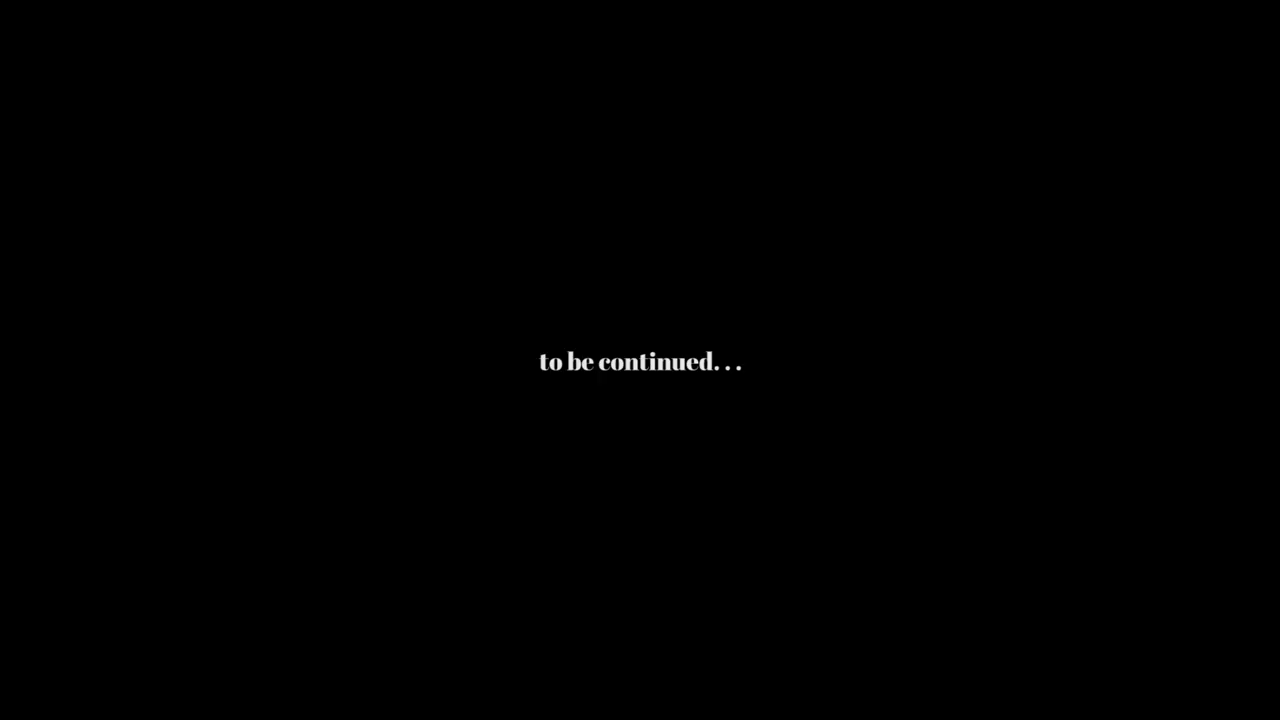 to be continued. . .